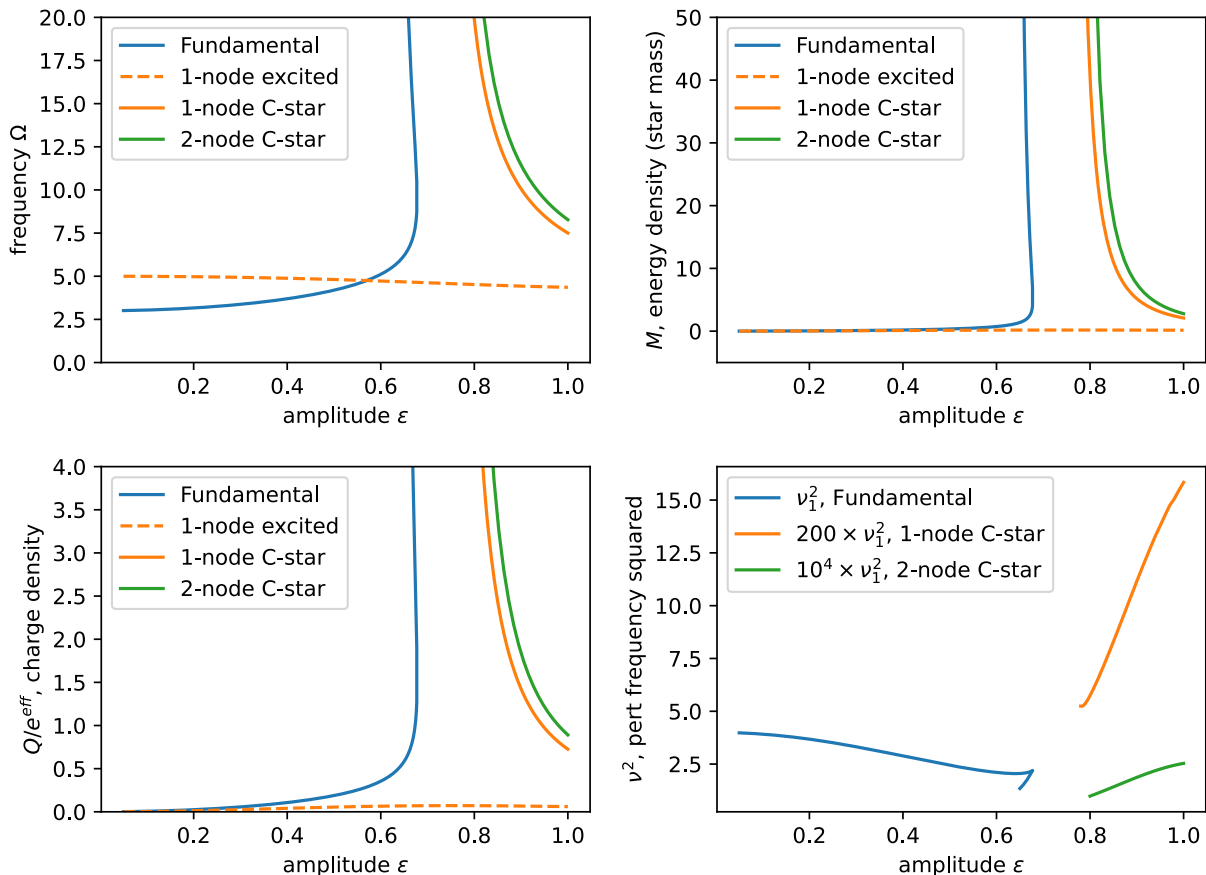 20.0
17.5
15.0
12.5
10.0
7.5
5.0
2.5
0.0
frequency Ω
Fundamental
1-node excited
1-node C-star
2-node C-star
0.2 0.4 0.6 0.8 1.0
amplitude ε
50
40
30
20
10
0
M, energy density (star mass)
Fundamental
1-node excited
1-node C-star
2-node C-star
0.2 0.4 0.6 0.8 1.0
amplitude ε
4.0
3.5
3.0
2.5
2.0
1.5
1.0
0.5
0.0
Q/e^{eff}, charge density
Fundamental
1-node excited
1-node C-star
2-node C-star
0.2 0.4 0.6 0.8 1.0
amplitude ε
15.0
12.5
10.0
7.5
5.0
2.5
ν², pert frequency squared
ν₁², Fundamental
200 × ν₁², 1-node C-star
10⁴ × ν₁², 2-node C-star
0.2 0.4 0.6 0.8 1.0
amplitude ε